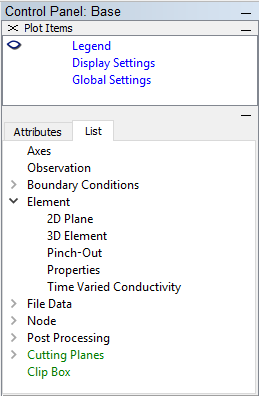 Control Panel: Base
Plot Items
Legend
Display Settings
Global Settings
Attributes List
Axes
Observation
Boundary Conditions
Element
2D Plane
3D Element
Pinch-Out
Properties
Time Varied Conductivity
File Data
Node
Post Processing
Cutting Planes
Clip Box